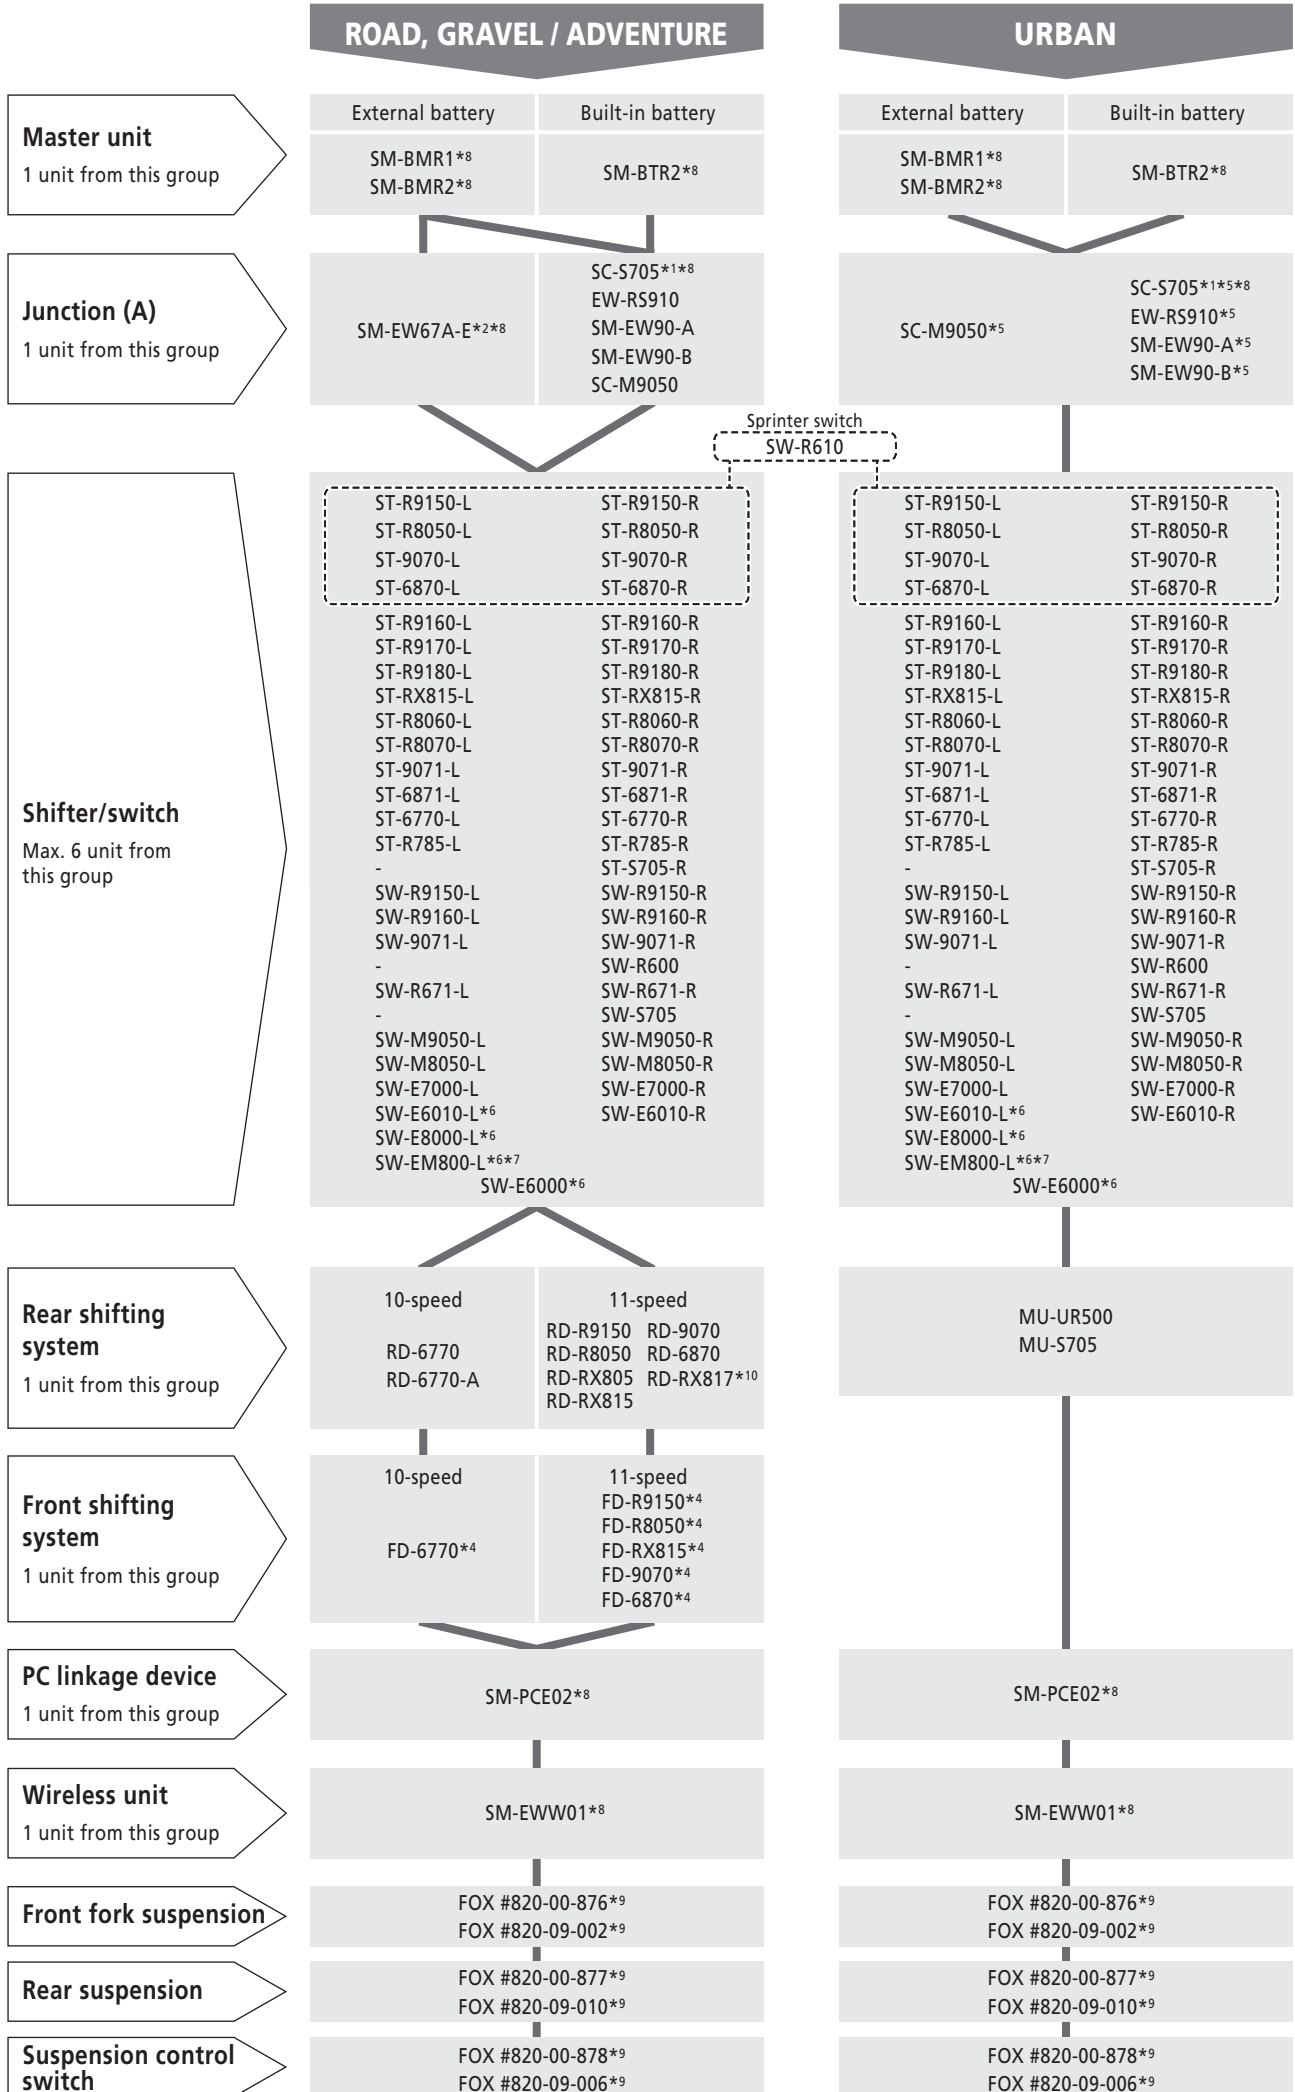 ROAD, GRAVEL / ADVENTURE
URBAN
Master unit
1 unit from this group
External battery
Built-in battery
SM-BMR1*8
SM-BMR2*8
SM-BTR2*8
External battery
Built-in battery
SM-BMR1*8
SM-BMR2*8
SM-BTR2*8
Junction (A)
1 unit from this group
SM-EW67A-E*2*8
SC-S705*1*8
EW-RS910
SM-EW90-A
SM-EW90-B
SC-M9050
SC-M9050*5
SC-S705*1*5*8
EW-RS910*5
SM-EW90-A*5
SM-EW90-B*5
Sprinter switch
SW-R610
Shifter/switch
Max. 6 unit from
this group
ST-R9150-L ST-R9150-R
ST-R8050-L ST-R8050-R
ST-9070-L ST-9070-R
ST-6870-L ST-6870-R
ST-R9160-L ST-R9160-R
ST-R9170-L ST-R9170-R
ST-R9180-L ST-R9180-R
ST-RX815-L ST-RX815-R
ST-R8060-L ST-R8060-R
ST-R8070-L ST-R8070-R
ST-9071-L ST-9071-R
ST-6871-L ST-6871-R
ST-6770-L ST-6770-R
ST-R785-L ST-R785-R
- ST-S705-R
SW-R9150-L SW-R9150-R
SW-R9160-L SW-R9160-R
SW-9071-L SW-9071-R
- SW-R600
SW-R671-L SW-R671-R
- SW-S705
SW-M9050-L SW-M9050-R
SW-M8050-L SW-M8050-R
SW-E7000-L SW-E7000-R
SW-E6010-L*6 SW-E6010-R
SW-E8000-L*6
SW-EM800-L*6*7
SW-E6000*6
ST-R9150-L ST-R9150-R
ST-R8050-L ST-R8050-R
ST-9070-L ST-9070-R
ST-6870-L ST-6870-R
ST-R9160-L ST-R9160-R
ST-R9170-L ST-R9170-R
ST-R9180-L ST-R9180-R
ST-RX815-L ST-RX815-R
ST-R8060-L ST-R8060-R
ST-R8070-L ST-R8070-R
ST-9071-L ST-9071-R
ST-6871-L ST-6871-R
ST-6770-L ST-6770-R
ST-R785-L ST-R785-R
- ST-S705-R
SW-R9150-L SW-R9150-R
SW-R9160-L SW-R9160-R
SW-9071-L SW-9071-R
- SW-R600
SW-R671-L SW-R671-R
- SW-S705
SW-M9050-L SW-M9050-R
SW-M8050-L SW-M8050-R
SW-E7000-L SW-E7000-R
SW-E6010-L*6 SW-E6010-R
SW-E8000-L*6
SW-EM800-L*6*7
SW-E6000*6
Rear shifting
system
1 unit from this group
10-speed
RD-6770
RD-6770-A
11-speed
RD-R9150 RD-9070
RD-R8050 RD-6870
RD-RX805 RD-RX817*10
RD-RX815
MU-UR500
MU-S705
Front shifting
system
1 unit from this group
10-speed
FD-6770*4
11-speed
FD-R9150*4
FD-R8050*4
FD-RX815*4
FD-9070*4
FD-6870*4
PC linkage device
1 unit from this group
SM-PCE02*8
SM-PCE02*8
Wireless unit
1 unit from this group
SM-EWW01*8
SM-EWW01*8
Front fork suspension
FOX #820-00-876*9
FOX #820-09-002*9
FOX #820-00-876*9
FOX #820-09-002*9
Rear suspension
FOX #820-00-877*9
FOX #820-09-010*9
FOX #820-00-877*9
FOX #820-09-010*9
Suspension control
switch
FOX #820-00-878*9
FOX #820-09-006*9
FOX #820-00-878*9
FOX #820-09-006*9